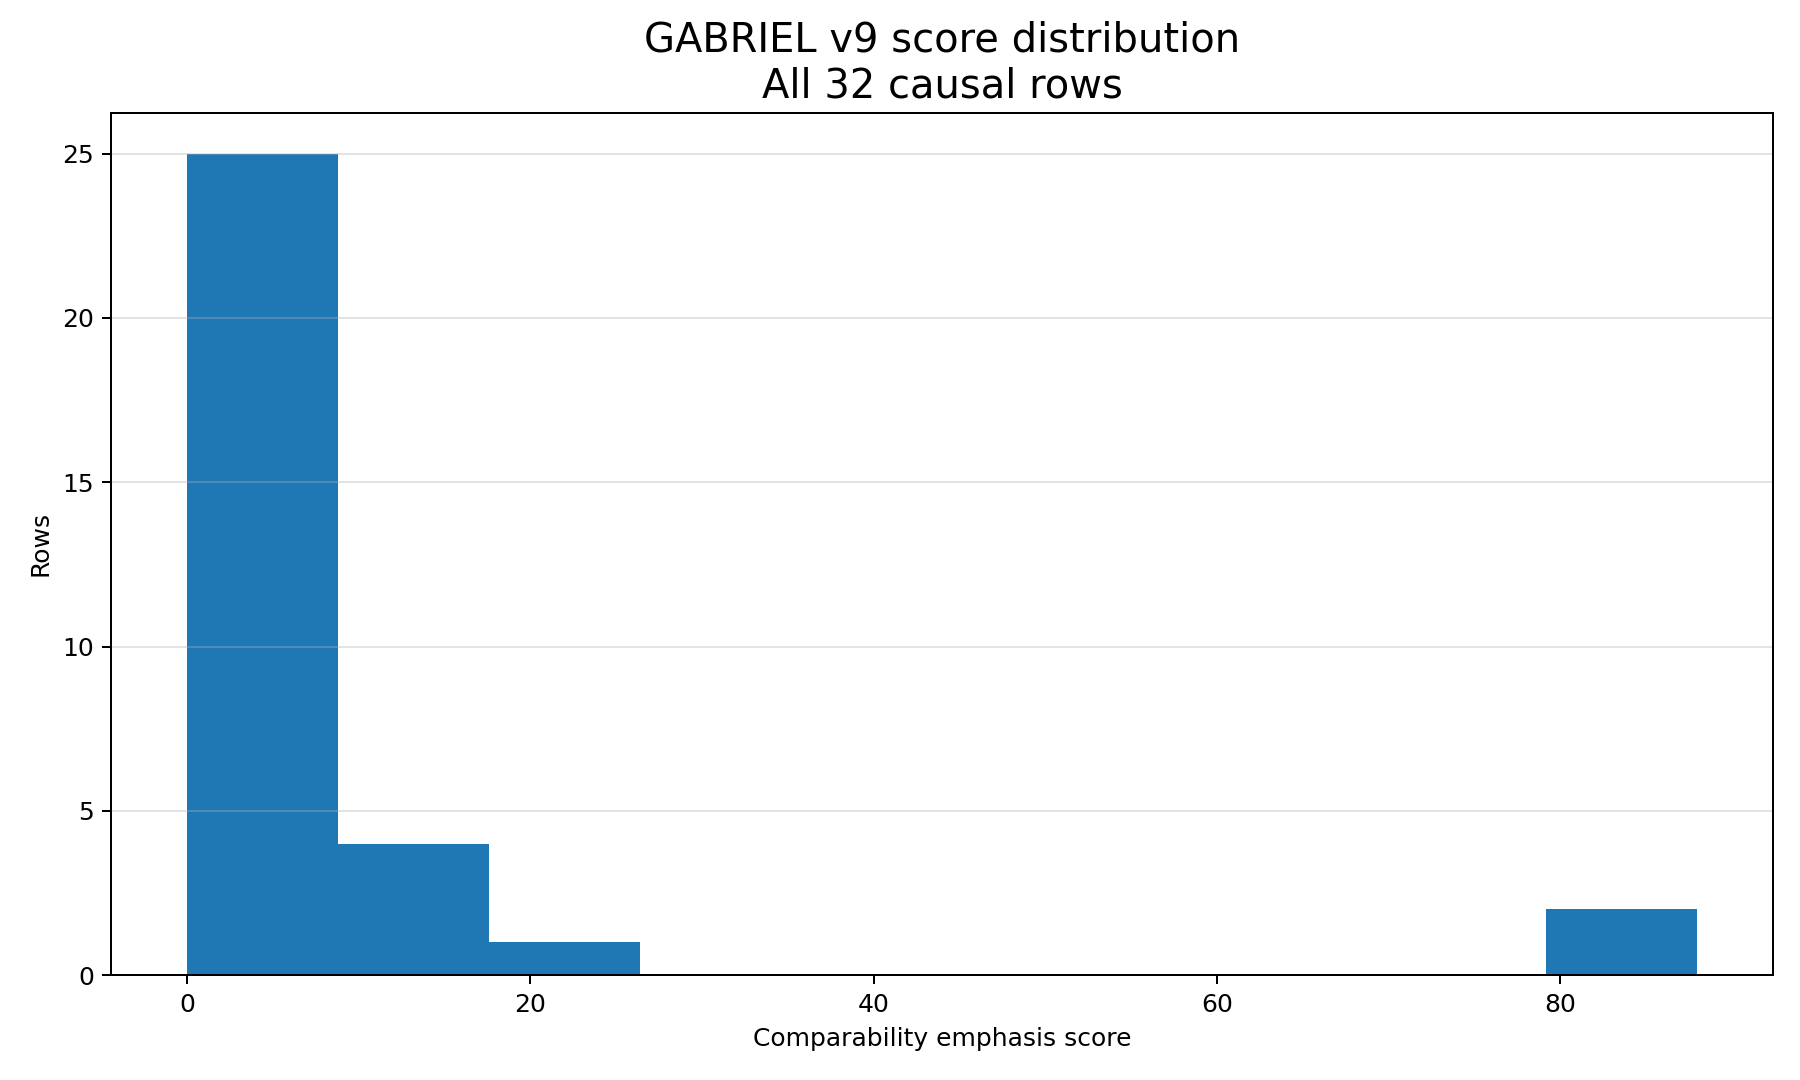 GABRIEL v9 score distribution
All 32 causal rows
25
20
15
10
5
0
Rows
0 20 40 60 80
Comparability emphasis score